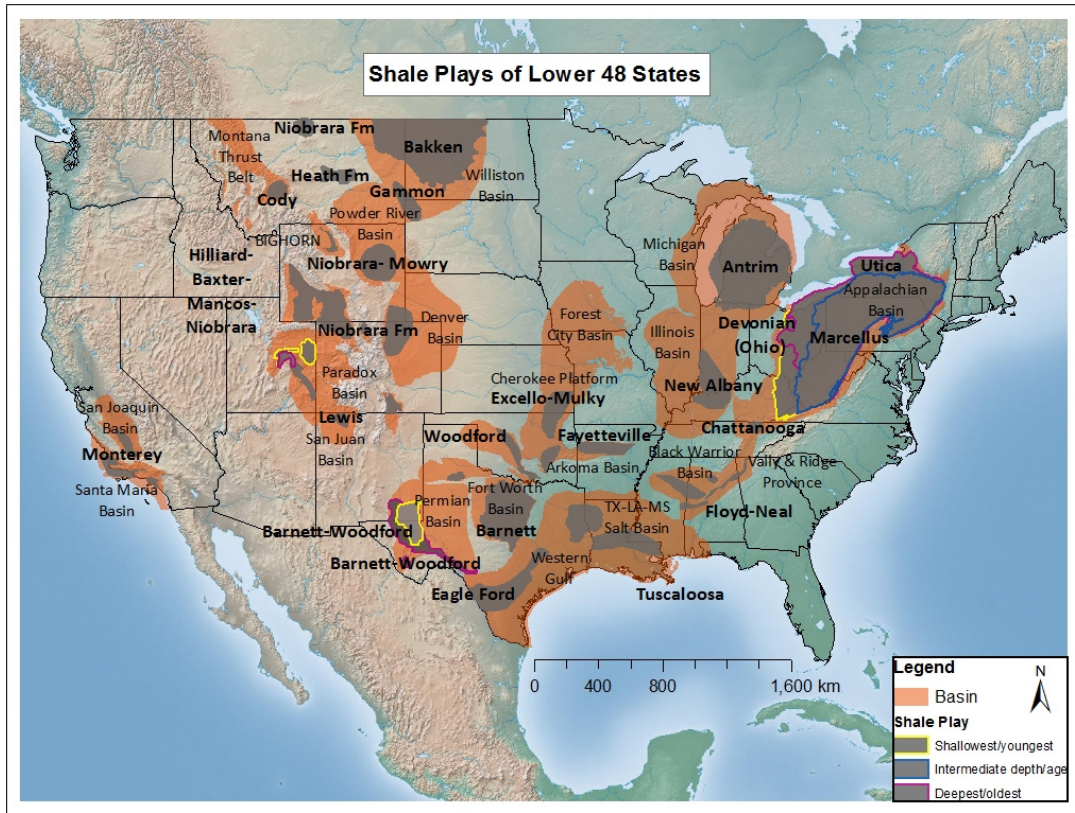 Shale Plays of Lower 48 States
Niobrara Fm
Montana
Thrust
Belt
Bakken
Heath Fm
Gammon
Williston
Basin
Cody
Powder River
Basin
BIGHORN
Hilliard-
Baxter-
Mancos-
Niobrara
Niobrara- Mowry
Michigan
Basin
Antrim
Utica
Appalachian
Basin
Niobrara Fm
Denver
Basin
Forest
City Basin
Illinois
Basin
Devonian
(Ohio)
Marcellus
Paradox
Basin
Cherokee Platform
Excello-Mulky
New Albany
San Joaquin
Basin
Lewis
San Juan
Basin
Woodford
Fayetteville
Chattanooga
Monterey
Arkoma Basin
Black Warrior
Basin
Vally & Ridge
Province
Santa Maria
Basin
Permian
Basin
Fort Worth
Basin
TX-LA-MS
Salt Basin
Floyd-Neal
Barnett-Woodford
Barnett
Barnett-Woodford
Western
Gulf
Eagle Ford
Tuscaloosa
0 400 800 1,600 km
Legend
N
Basin
Shale Play
Shallowest/youngest
Intermediate depth/age
Deepest/oldest